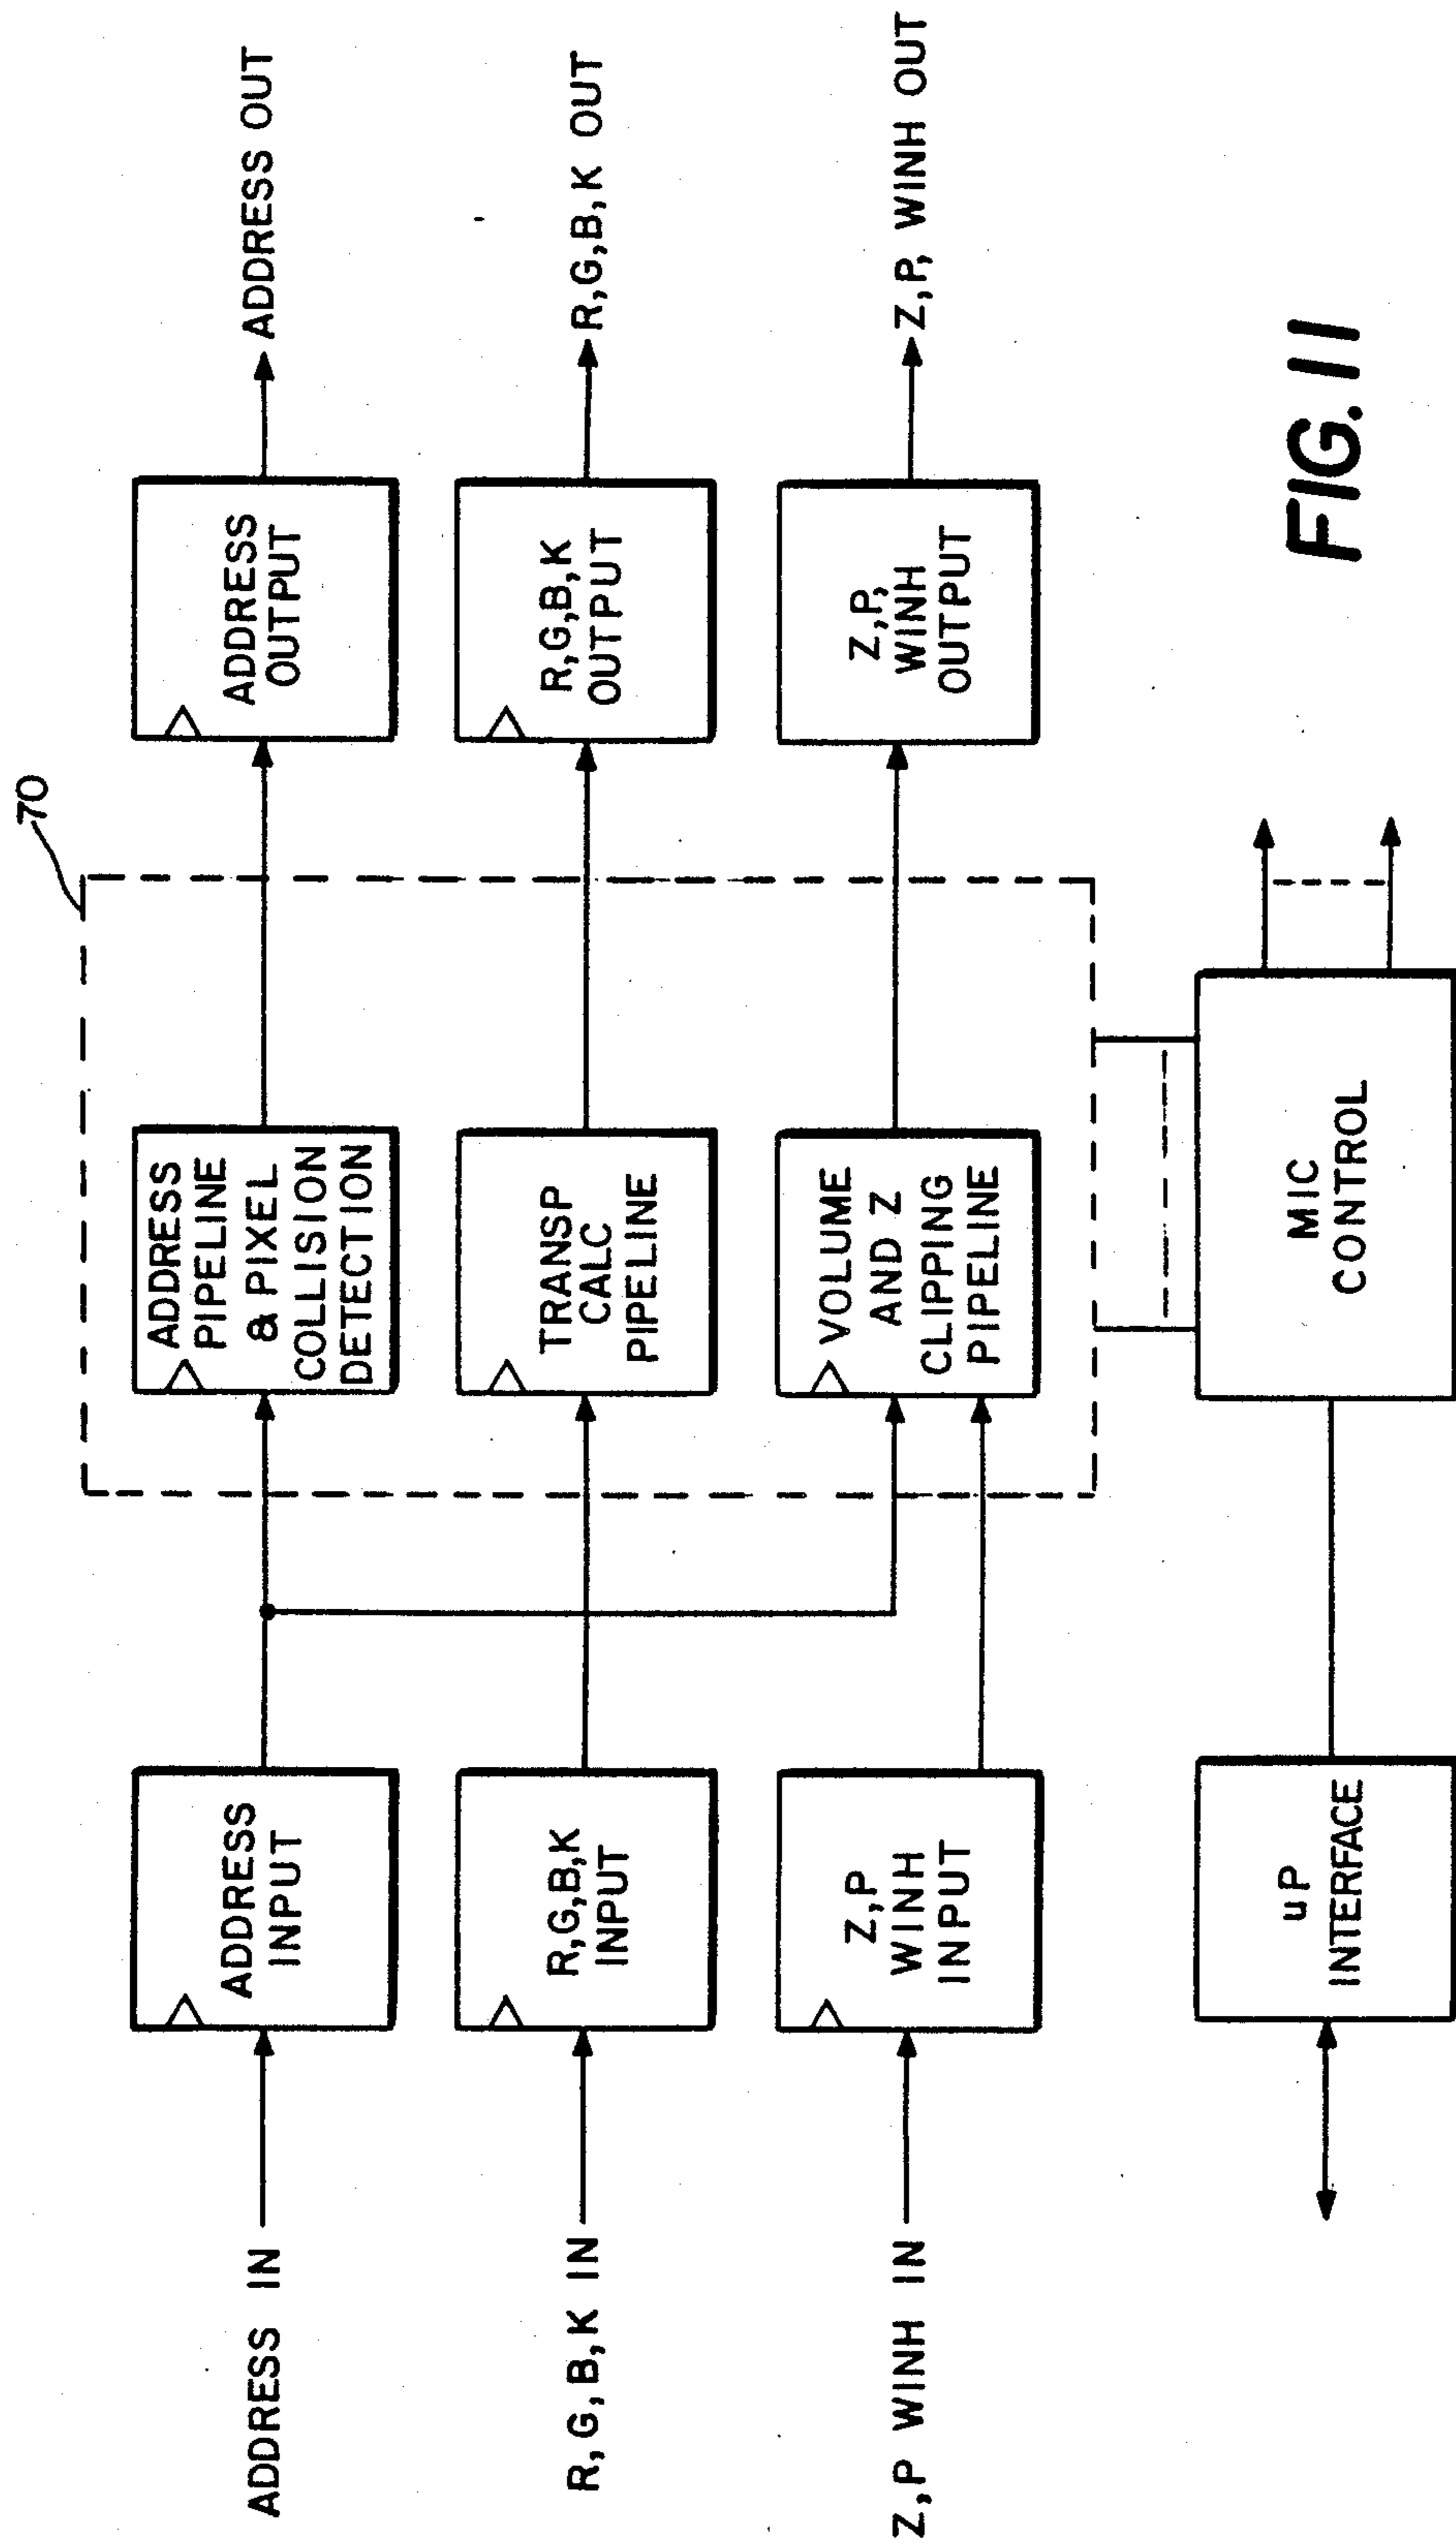 70
ADDRESS IN
ADDRESS
INPUT
ADDRESS
PIPELINE
& PIXEL
COLLISION
DETECTION
ADDRESS
OUTPUT
ADDRESS OUT
R,G,B,K IN
R,G,B,K
INPUT
TRANSP
CALC
PIPELINE
R,G,B,K
OUTPUT
R,G,B,K OUT
Z,P WINH IN
Z,P
WINH
INPUT
VOLUME
AND Z
CLIPPING
PIPELINE
Z,P,
WINH
OUTPUT
Z,P, WINH OUT
uP
INTERFACE
MIC
CONTROL
FIG. 11